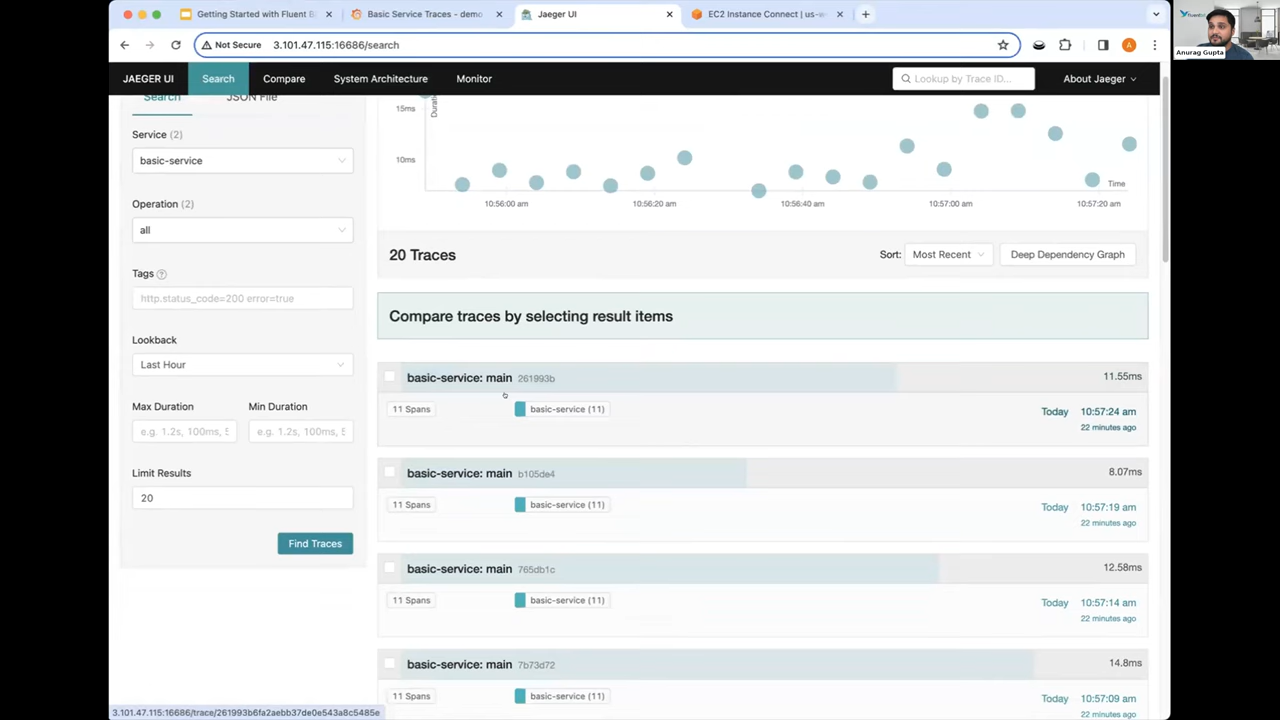 Getting Started with Fluent B
Basic Service Traces - demo
Jaeger UI
EC2 Instance Connect | us-w
Not Secure
3.101.47.115:16686/search
A
Anurag Gupta
JAEGER UI
Search
Compare
System Architecture
Monitor
Lookup by Trace ID...
About Jaeger
Search
JSON File
Service (2)
basic-service
Operation (2)
all
Tags
http.status_code=200 error=true
Lookback
Last Hour
Max Duration
Min Duration
e.g. 1.2s, 100ms, 5
e.g. 1.2s, 100ms, 5
Limit Results
20
Find Traces
15ms
10ms
Time
10:56:00 am
10:56:20 am
10:56:40 am
10:57:00 am
10:57:20 am
20 Traces
Sort:
Most Recent
Deep Dependency Graph
Compare traces by selecting result items
basic-service: main 261993b
11.55ms
11 Spans
basic-service (11)
Today
10:57:24 am
22 minutes ago
basic-service: main b105de4
8.07ms
11 Spans
basic-service (11)
Today
10:57:19 am
22 minutes ago
basic-service: main 765db1c
12.58ms
11 Spans
basic-service (11)
Today
10:57:14 am
22 minutes ago
basic-service: main 7b73d72
14.8ms
11 Spans
basic-service (11)
Today
10:57:09 am
22 minutes ago
3.101.47.115:16686/trace/261993b6fa2aebb37de0e543a8c5485e